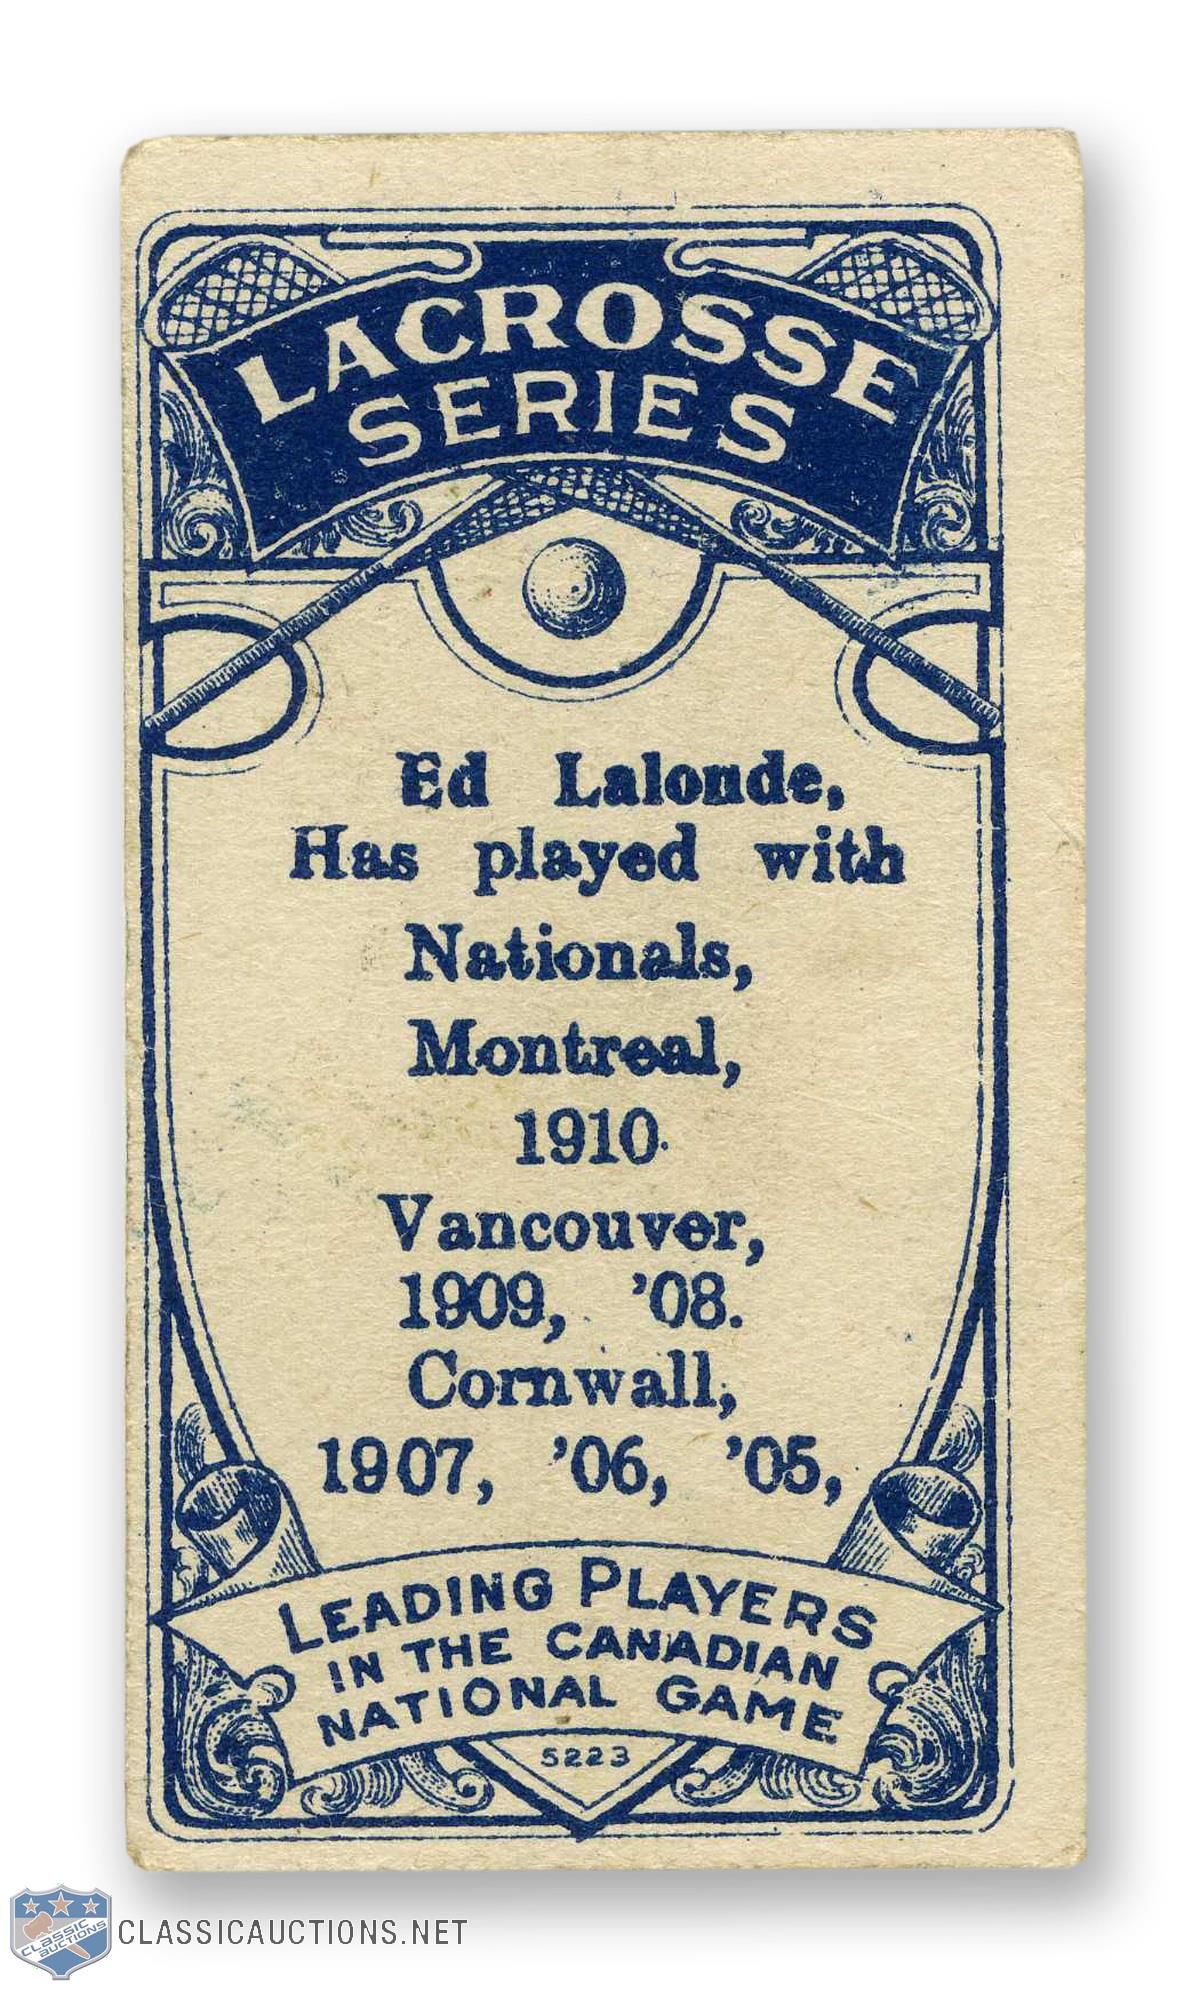 LACROSSE
SERIES
Ed Lalonde,
Has played with
Nationals,
Montreal,
1910.
Vancouver,
1909, '08.
Cornwall,
1907, '06, '05,
LEADING PLAYERS
IN THE CANADIAN
NATIONAL GAME
5223
CLASSIC
AUCTIONS
CLASSICAUCTIONS.NET